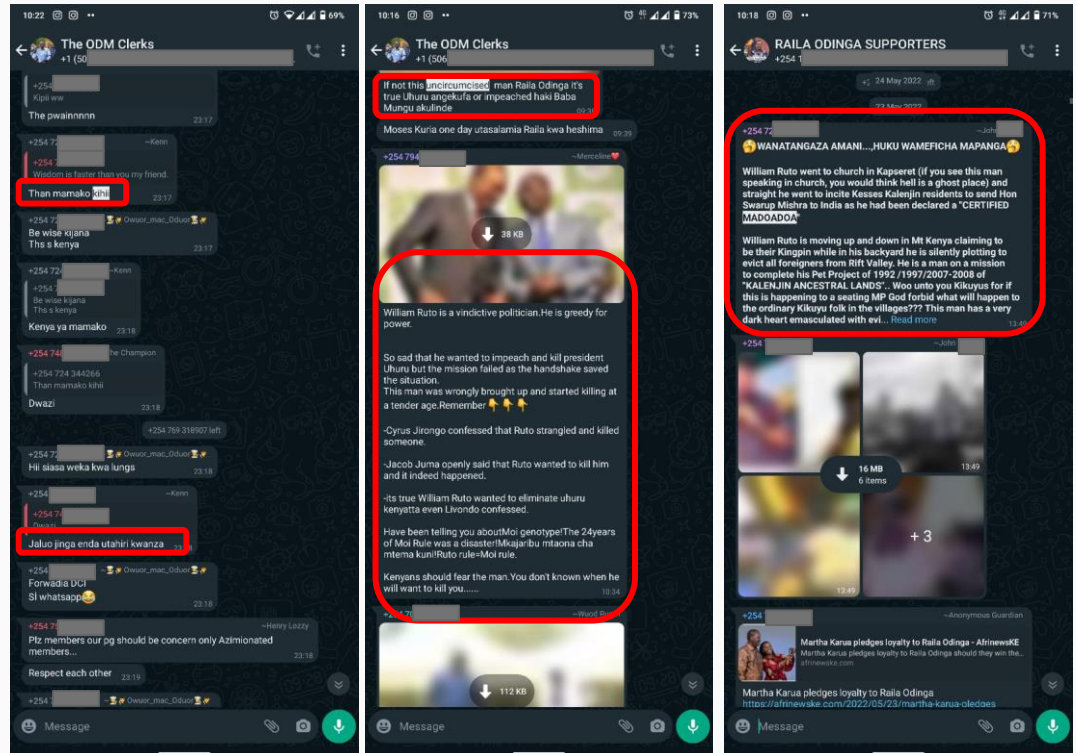 10:22
69%
The ODM Clerks
+1 (50
+254
Kipii ww
The pwainnnnn
23:17
+254 72
~Kenn
+254 7
Wisdom is faster than you my friend.
Than mamako kihii
23:17
+254 7
Owuor_mac_Oduor
Be wise kijana
Ths s kenya
23:17
+254 724
~Kenn
+254
Be wise kijana
Ths s kenya
Kenya ya mamako
23:18
+254 748
he Champion
+254 724 344266
Than mamako kihii
Dwazi
23:18
+254 769 318907 left
+254 7
~🏅Owuor_mac_Oduor
Hii siasa weka kwa lungs
23:18
+254
~Kenn
+254 74
Dwazi
Jaluo jinga enda utahiri kwanza
+254
Owuor_mac_Oduor
Forwadia DCI
Sl whatsapp😂
23:18
+254 7
~Henry Lozzy
Plz members our pg should be concern only Azimionated
members...
23:18
Respect each other
23:19
+254
Owuor_mac_Oduor
Message
10:16
73%
The ODM Clerks
+1 (506
If not this uncircumcised man Raila Odinga it's
true Uhuru angekufa or impeached haki Baba
Mungu akulinde
Moses Kuria one day utasalamia Raila kwa heshima
09:39
+254 794
~Merceline❤️
38 KB
William Ruto is a vindictive politician.He is greedy for
power.
So sad that he wanted to impeach and kill president
Uhuru but the mission failed as the handshake saved
the situation.
This man was wrongly brought up and started killing at
a tender age.Remember👇👇👇
-Cyrus Jirongo confessed that Ruto strangled and killed
someone.
-Jacob Juma openly said that Ruto wanted to kill him
and it indeed happened.
-its true William Ruto wanted to eliminate uhuru
kenyatta even Livondo confessed.
Have been telling you aboutMoi genotype!The 24years
of Moi Rule was a disaster!Mkajaribu mtaona cha
mtema kuni!Ruto rule=Moi rule.
Kenyans should fear the man.You don't known when he
will want to kill you......
10:34
112 KB
Message
10:18
71%
RAILA ODINGA SUPPORTERS
+254 1
24 May 2022
23 May 2022
+254 72
~John
WANATANGAZA AMANI...,HUKU WAMEFICHA MAPANGA
William Ruto went to church in Kapseret (if you see this man
speaking in church, you would think hell is a ghost place) and
straight he went to incite Kesses Kalenjin residents to send Hon
Swarup Mishra to India as he had been declared a "CERTIFIED
MADOADOA"
William Ruto is moving up and down in Mt Kenya claiming to
be their Kingpin while in his backyard he is silently plotting to
evict all foreigners from Rift Valley. He is a man on a mission
to complete his Pet Project of 1992 /1997/2007-2008 of
"KALENJIN ANCESTRAL LANDS".. Woo unto you Kikuyus for if
this is happening to a seating MP God forbid what will happen to
the ordinary Kikuyu folk in the villages??? This man has a very
dark heart emasculated with evi... Read more
13:49
+254
~John
16 MB
6 items
13:49
+ 3
12:49
+254
~Anonymous Guardian
Martha Karua pledges loyalty to Raila Odinga - AfrinewsKE
Martha Karua pledges loyalty to Raila Odinga should they win the...
afrinewske.com
Martha Karua pledges loyalty to Raila Odinga
https://afrinewske.com/2022/05/23/martha-karua-pledges
Message